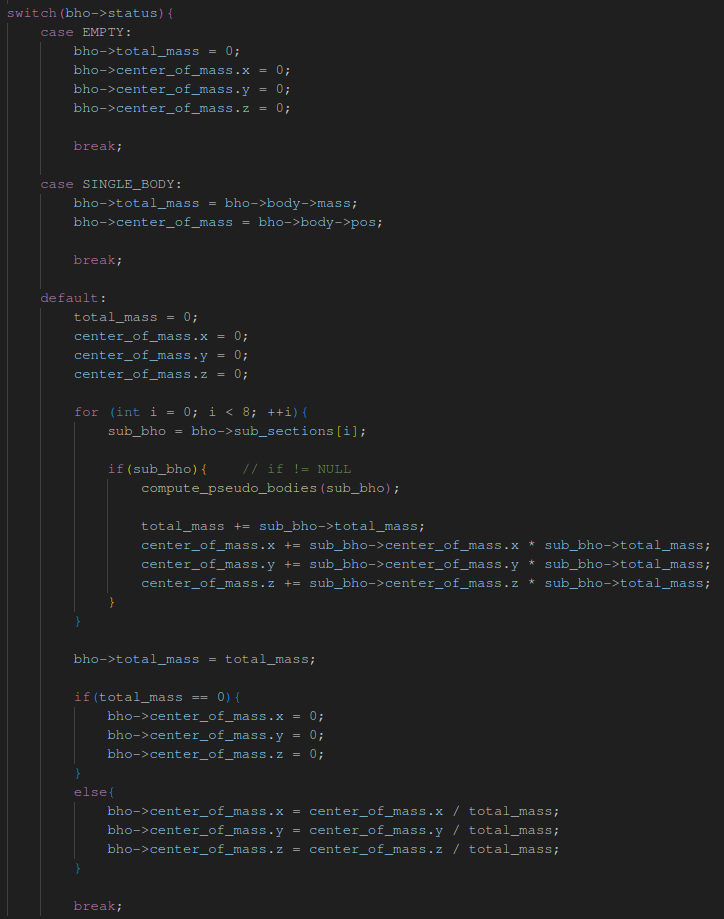 switch(bho->status){
    case EMPTY:
        bho->total_mass = 0;
        bho->center_of_mass.x = 0;
        bho->center_of_mass.y = 0;
        bho->center_of_mass.z = 0;

        break;

    case SINGLE_BODY:
        bho->total_mass = bho->body->mass;
        bho->center_of_mass = bho->body->pos;

        break;

    default:
        total_mass = 0;
        center_of_mass.x = 0;
        center_of_mass.y = 0;
        center_of_mass.z = 0;

        for (int i = 0; i < 8; ++i){
            sub_bho = bho->sub_sections[i];

            if(sub_bho){    // if != NULL
                compute_pseudo_bodies(sub_bho);

                total_mass += sub_bho->total_mass;
                center_of_mass.x += sub_bho->center_of_mass.x * sub_bho->total_mass;
                center_of_mass.y += sub_bho->center_of_mass.y * sub_bho->total_mass;
                center_of_mass.z += sub_bho->center_of_mass.z * sub_bho->total_mass;
            }
        }

        bho->total_mass = total_mass;

        if(total_mass == 0){
            bho->center_of_mass.x = 0;
            bho->center_of_mass.y = 0;
            bho->center_of_mass.z = 0;
        }
        else{
            bho->center_of_mass.x = center_of_mass.x / total_mass;
            bho->center_of_mass.y = center_of_mass.y / total_mass;
            bho->center_of_mass.z = center_of_mass.z / total_mass;
        }

        break;